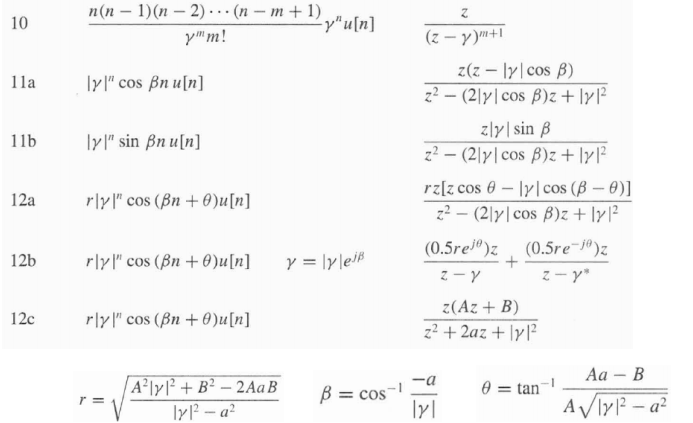 10 n(n − 1)(n − 2) · · · (n − m + 1) / γ^m m! γ^n u[n] z / (z − γ)^{m+1}
11a |γ|^n cos βn u[n] z(z − |γ| cos β) / z² − (2|γ| cos β)z + |γ|²
11b |γ|^n sin βn u[n] z|γ| sin β / z² − (2|γ| cos β)z + |γ|²
12a r|γ|^n cos (βn + θ)u[n] rz[z cos θ − |γ| cos (β − θ)] / z² − (2|γ| cos β)z + |γ|²
12b r|γ|^n cos (βn + θ)u[n] γ = |γ|e^{jβ} (0.5re^{jθ})z / z − γ + (0.5re^{−jθ})z / z − γ*
12c r|γ|^n cos (βn + θ)u[n] z(Az + B) / z² + 2az + |γ|²
r = √(A²|γ|² + B² − 2AaB / |γ|² − a²) β = cos⁻¹ −a / |γ| θ = tan⁻¹ Aa − B / A√(|γ|² − a²)